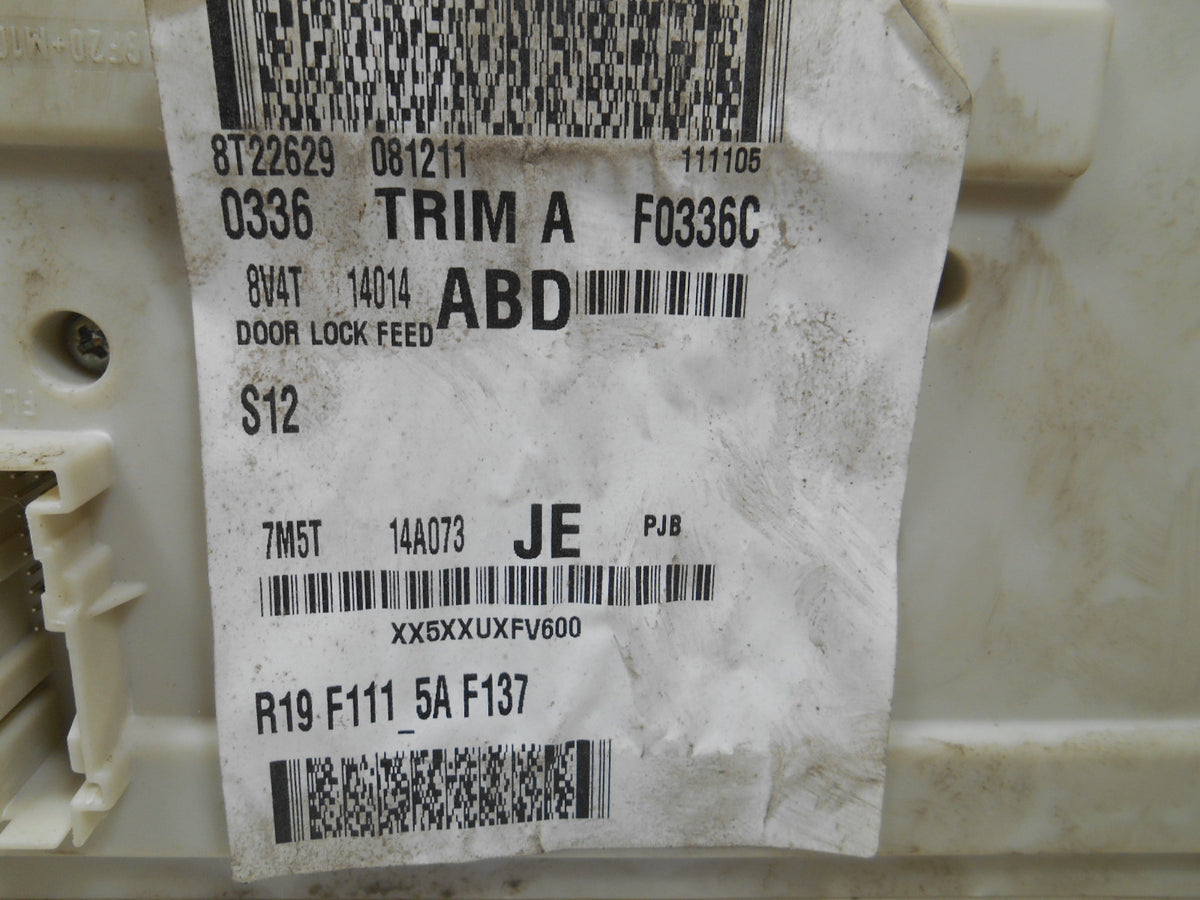 8T22629 081211 111105
0336 TRIM A F0336C
8V4T 14014 ABD
DOOR LOCK FEED
S12
7M5T 14A073 JE PJB
XX5XXUXFV600
R19 F111_5A F137